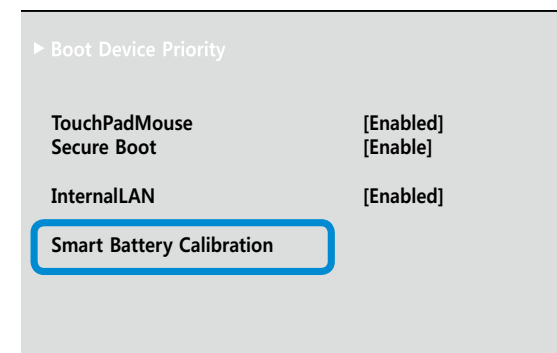 ▶ Boot Device Priority
TouchPadMouse [Enabled]
Secure Boot [Enable]
InternalLAN [Enabled]
Smart Battery Calibration